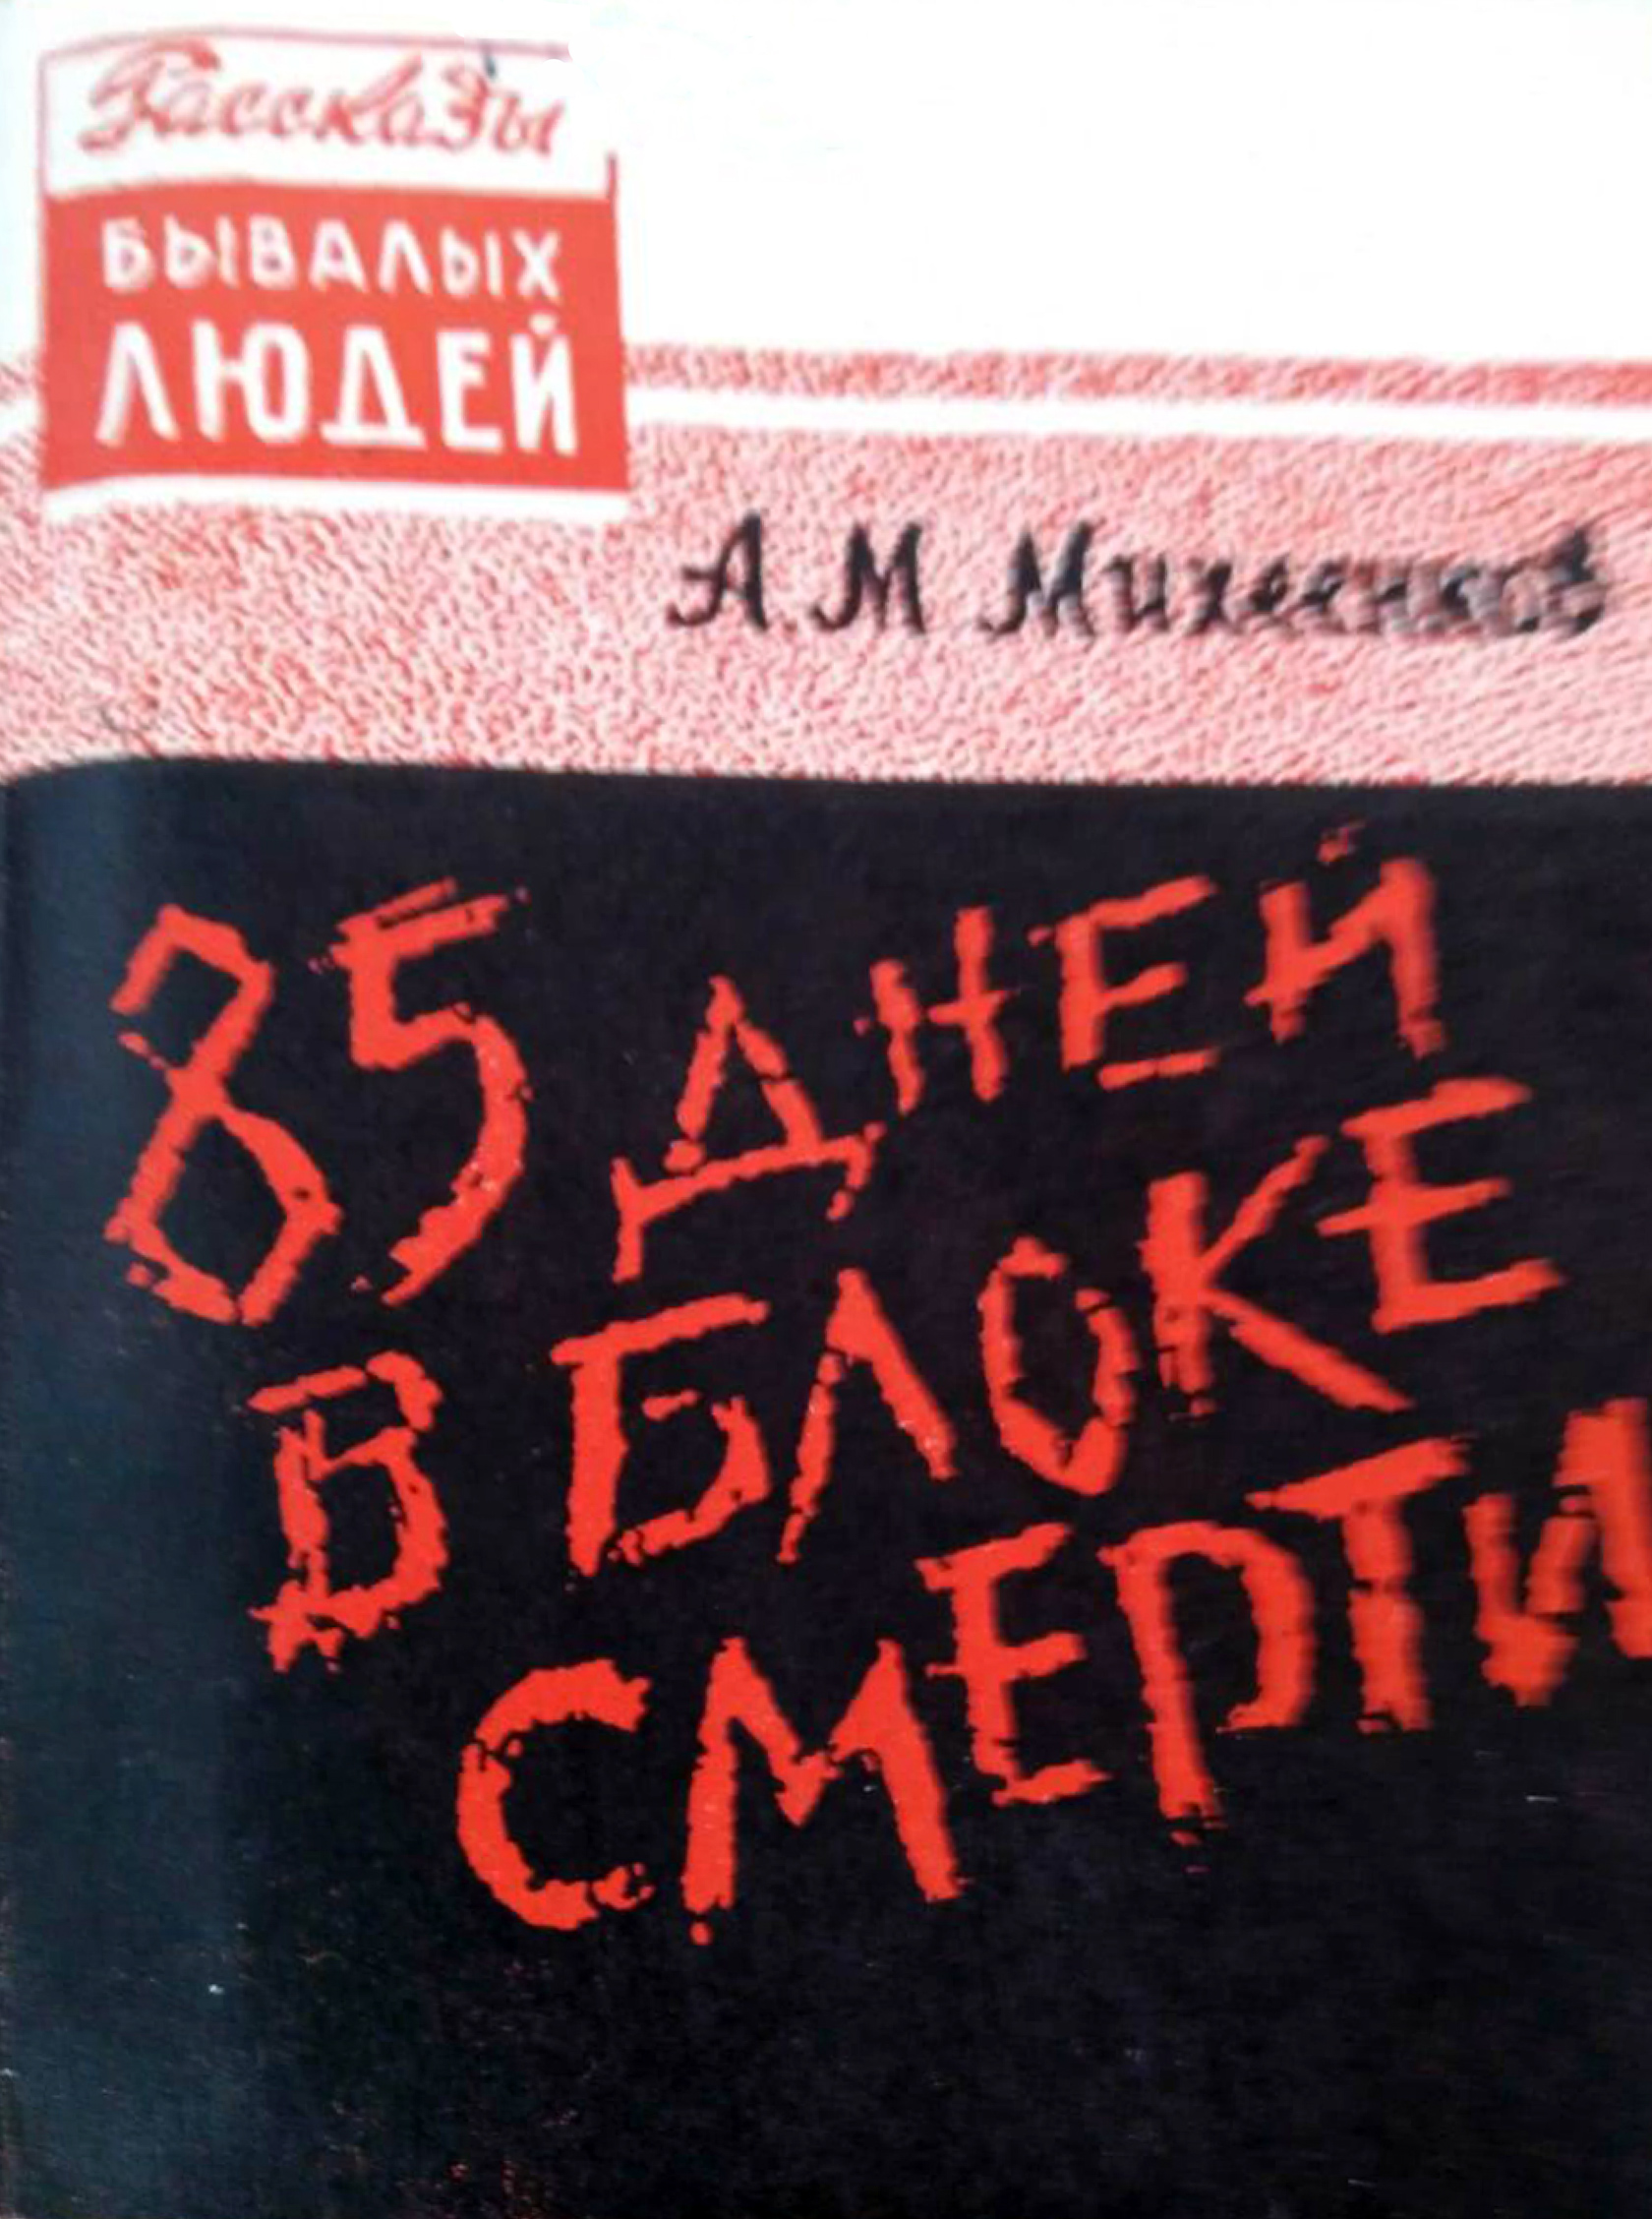 Рассказы
БЫВАЛЫХ
ЛЮДЕЙ
А.М Михеенков
85 ДНЕЙ
В БЛОКЕ
СМЕРТИ